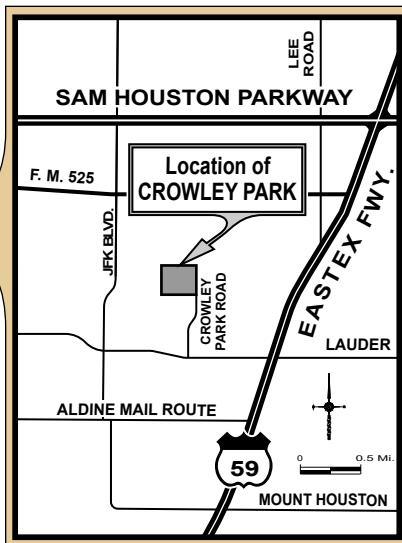 LEE
ROAD
SAM HOUSTON PARKWAY
F. M. 525
Location of
CROWLEY PARK
JFK BLVD.
EASTEX FWY.
CROWLEY
PARK ROAD
LAUDER
ALDINE MAIL ROUTE
59
0 0.5 Mi.
MOUNT HOUSTON